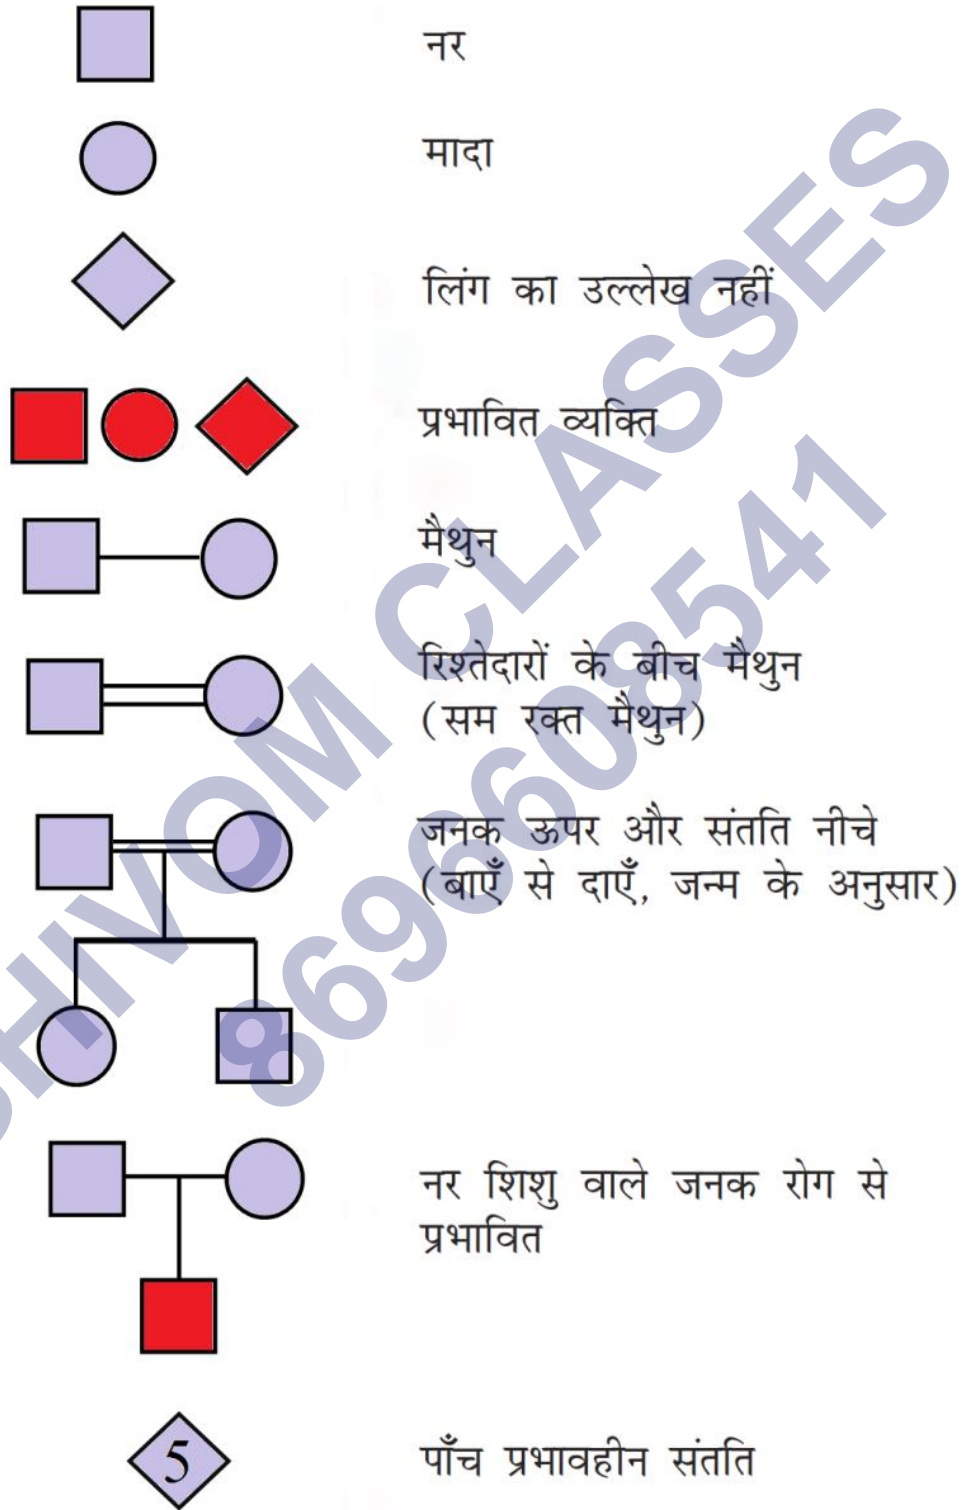 नर
मादा
लिंग का उल्लेख नहीं
प्रभावित व्यक्ति
मैथुन
रिश्तेदारों के बीच मैथुन
(सम रक्त मैथुन)
जनक ऊपर और संतति नीचे
(बाएँ से दाएँ, जन्म के अनुसार)
नर शिशु वाले जनक रोग से
प्रभावित
5
पाँच प्रभावहीन संतति
SHIVOM CLASSES
8696608541